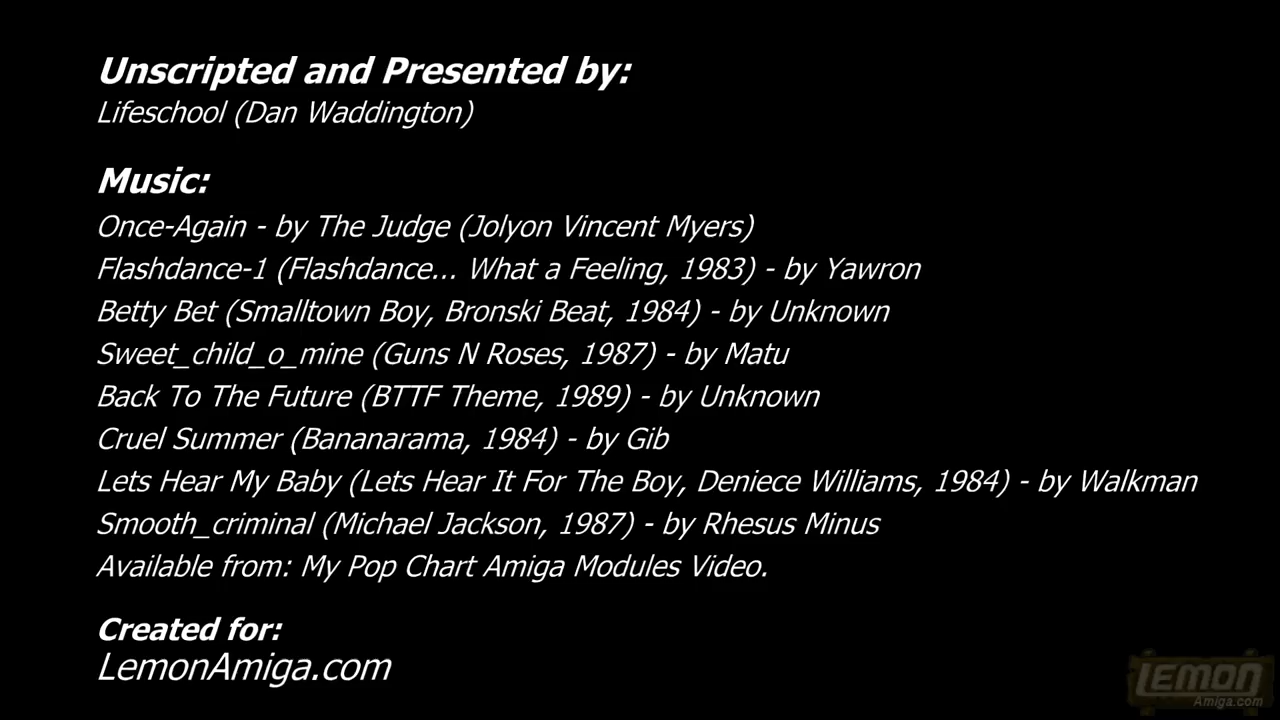 Unscripted and Presented by:
Lifeschool (Dan Waddington)
Music:
Once-Again - by The Judge (Jolyon Vincent Myers)
Flashdance-1 (Flashdance... What a Feeling, 1983) - by Yawron
Betty Bet (Smalltown Boy, Bronski Beat, 1984) - by Unknown
Sweet_child_o_mine (Guns N Roses, 1987) - by Matu
Back To The Future (BTTF Theme, 1989) - by Unknown
Cruel Summer (Bananarama, 1984) - by Gib
Lets Hear My Baby (Lets Hear It For The Boy, Deniece Williams, 1984) - by Walkman
Smooth_criminal (Michael Jackson, 1987) - by Rhesus Minus
Available from: My Pop Chart Amiga Modules Video.
Created for:
LemonAmiga.com
LEMON
Amiga.com